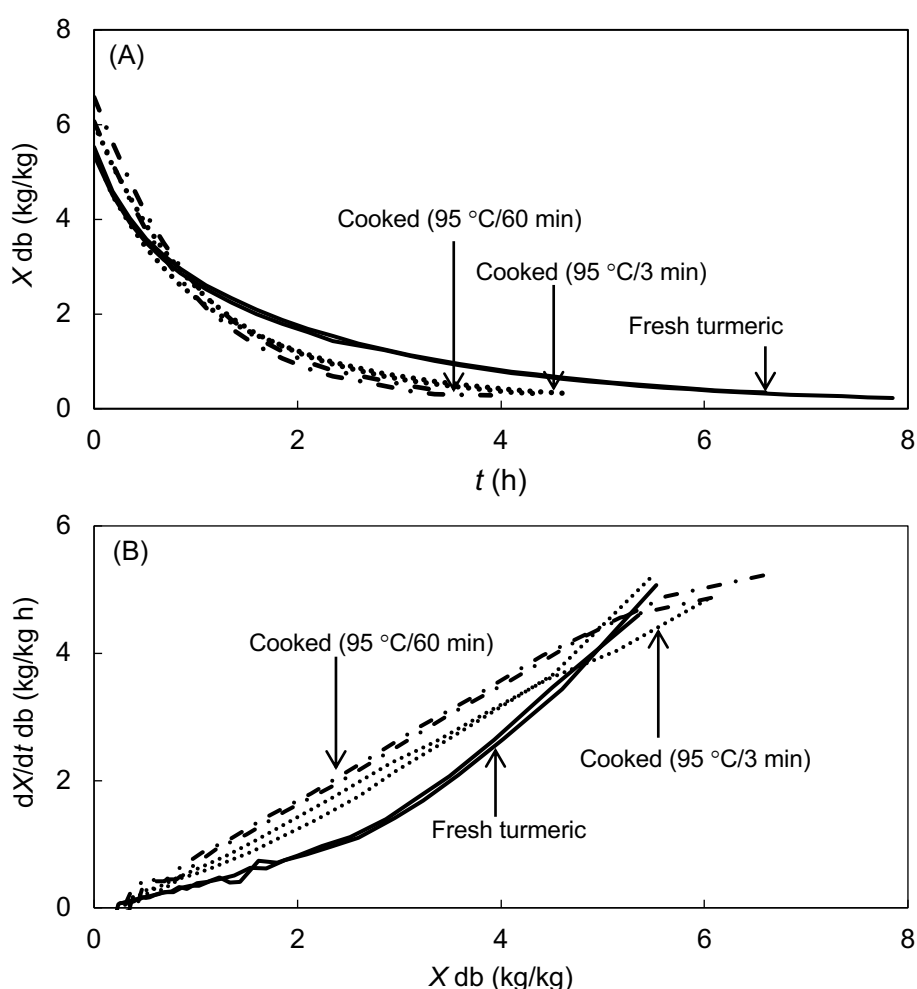 (A)
8
6
4
2
0
X db (kg/kg)
Cooked (95 °C/60 min)
Cooked (95 °C/3 min)
Fresh turmeric
0 2 4 6 8
t (h)
(B)
6
4
2
0
dX/dt db (kg/kg h)
Cooked (95 °C/60 min)
Cooked (95 °C/3 min)
Fresh turmeric
0 2 4 6 8
X db (kg/kg)